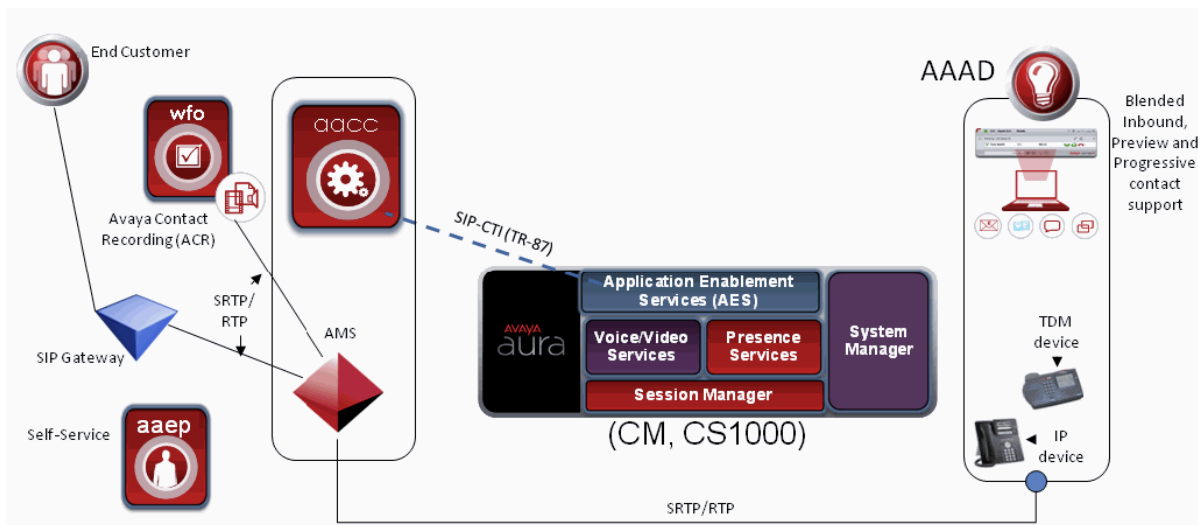 End Customer
wfo
Avaya Contact
Recording (ACR)
SRTP/
RTP
SIP Gateway
Self-Service
aaep
aacc
AMS
SIP-CTI (TR-87)
AVAYA
aura
Application Enablement
Services (AES)
Voice/Video
Services
Presence
Services
Session Manager
System
Manager
(CM, CS1000)
SRTP/RTP
AAAD
Blended
Inbound,
Preview and
Progressive
contact
support
TDM
device
IP
device